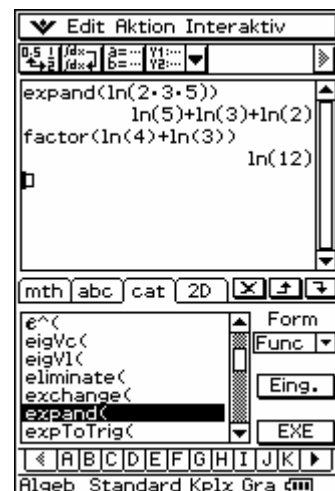 Edit Aktion Interaktiv
expand(ln(2·3·5))
ln(5)+ln(3)+ln(2)
factor(ln(4)+ln(3))
ln(12)
mth abc cat 2D
e^(
eigVc(
eigVl(
eliminate(
exchange(
expand(
expToTrig(
Form
Func
Eing.
EXE
A B C D E F G H I J K
Algeb Standard Kplx Gra